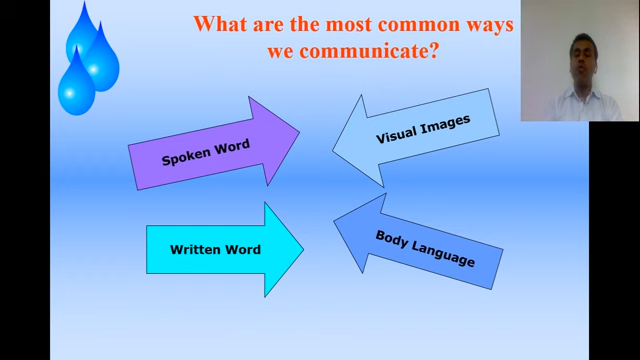 What are the most common ways
we communicate?
Spoken Word
Visual Images
Written Word
Body Language